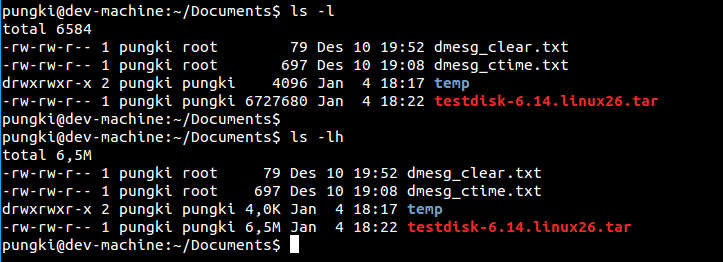 pungki@dev-machine:~/Documents$ ls -l
total 6584
-rw-rw-r-- 1 pungki root        79 Des 10 19:52 dmesg_clear.txt
-rw-rw-r-- 1 pungki root       697 Des 10 19:08 dmesg_ctime.txt
drwxrwxr-x 2 pungki pungki    4096 Jan  4 18:17 temp
-rw-rw-r-- 1 pungki pungki 6727680 Jan  4 18:22 testdisk-6.14.linux26.tar
pungki@dev-machine:~/Documents$
pungki@dev-machine:~/Documents$ ls -lh
total 6,5M
-rw-rw-r-- 1 pungki root     79 Des 10 19:52 dmesg_clear.txt
-rw-rw-r-- 1 pungki root    697 Des 10 19:08 dmesg_ctime.txt
drwxrwxr-x 2 pungki pungki 4,0K Jan  4 18:17 temp
-rw-rw-r-- 1 pungki pungki 6,5M Jan  4 18:22 testdisk-6.14.linux26.tar
pungki@dev-machine:~/Documents$